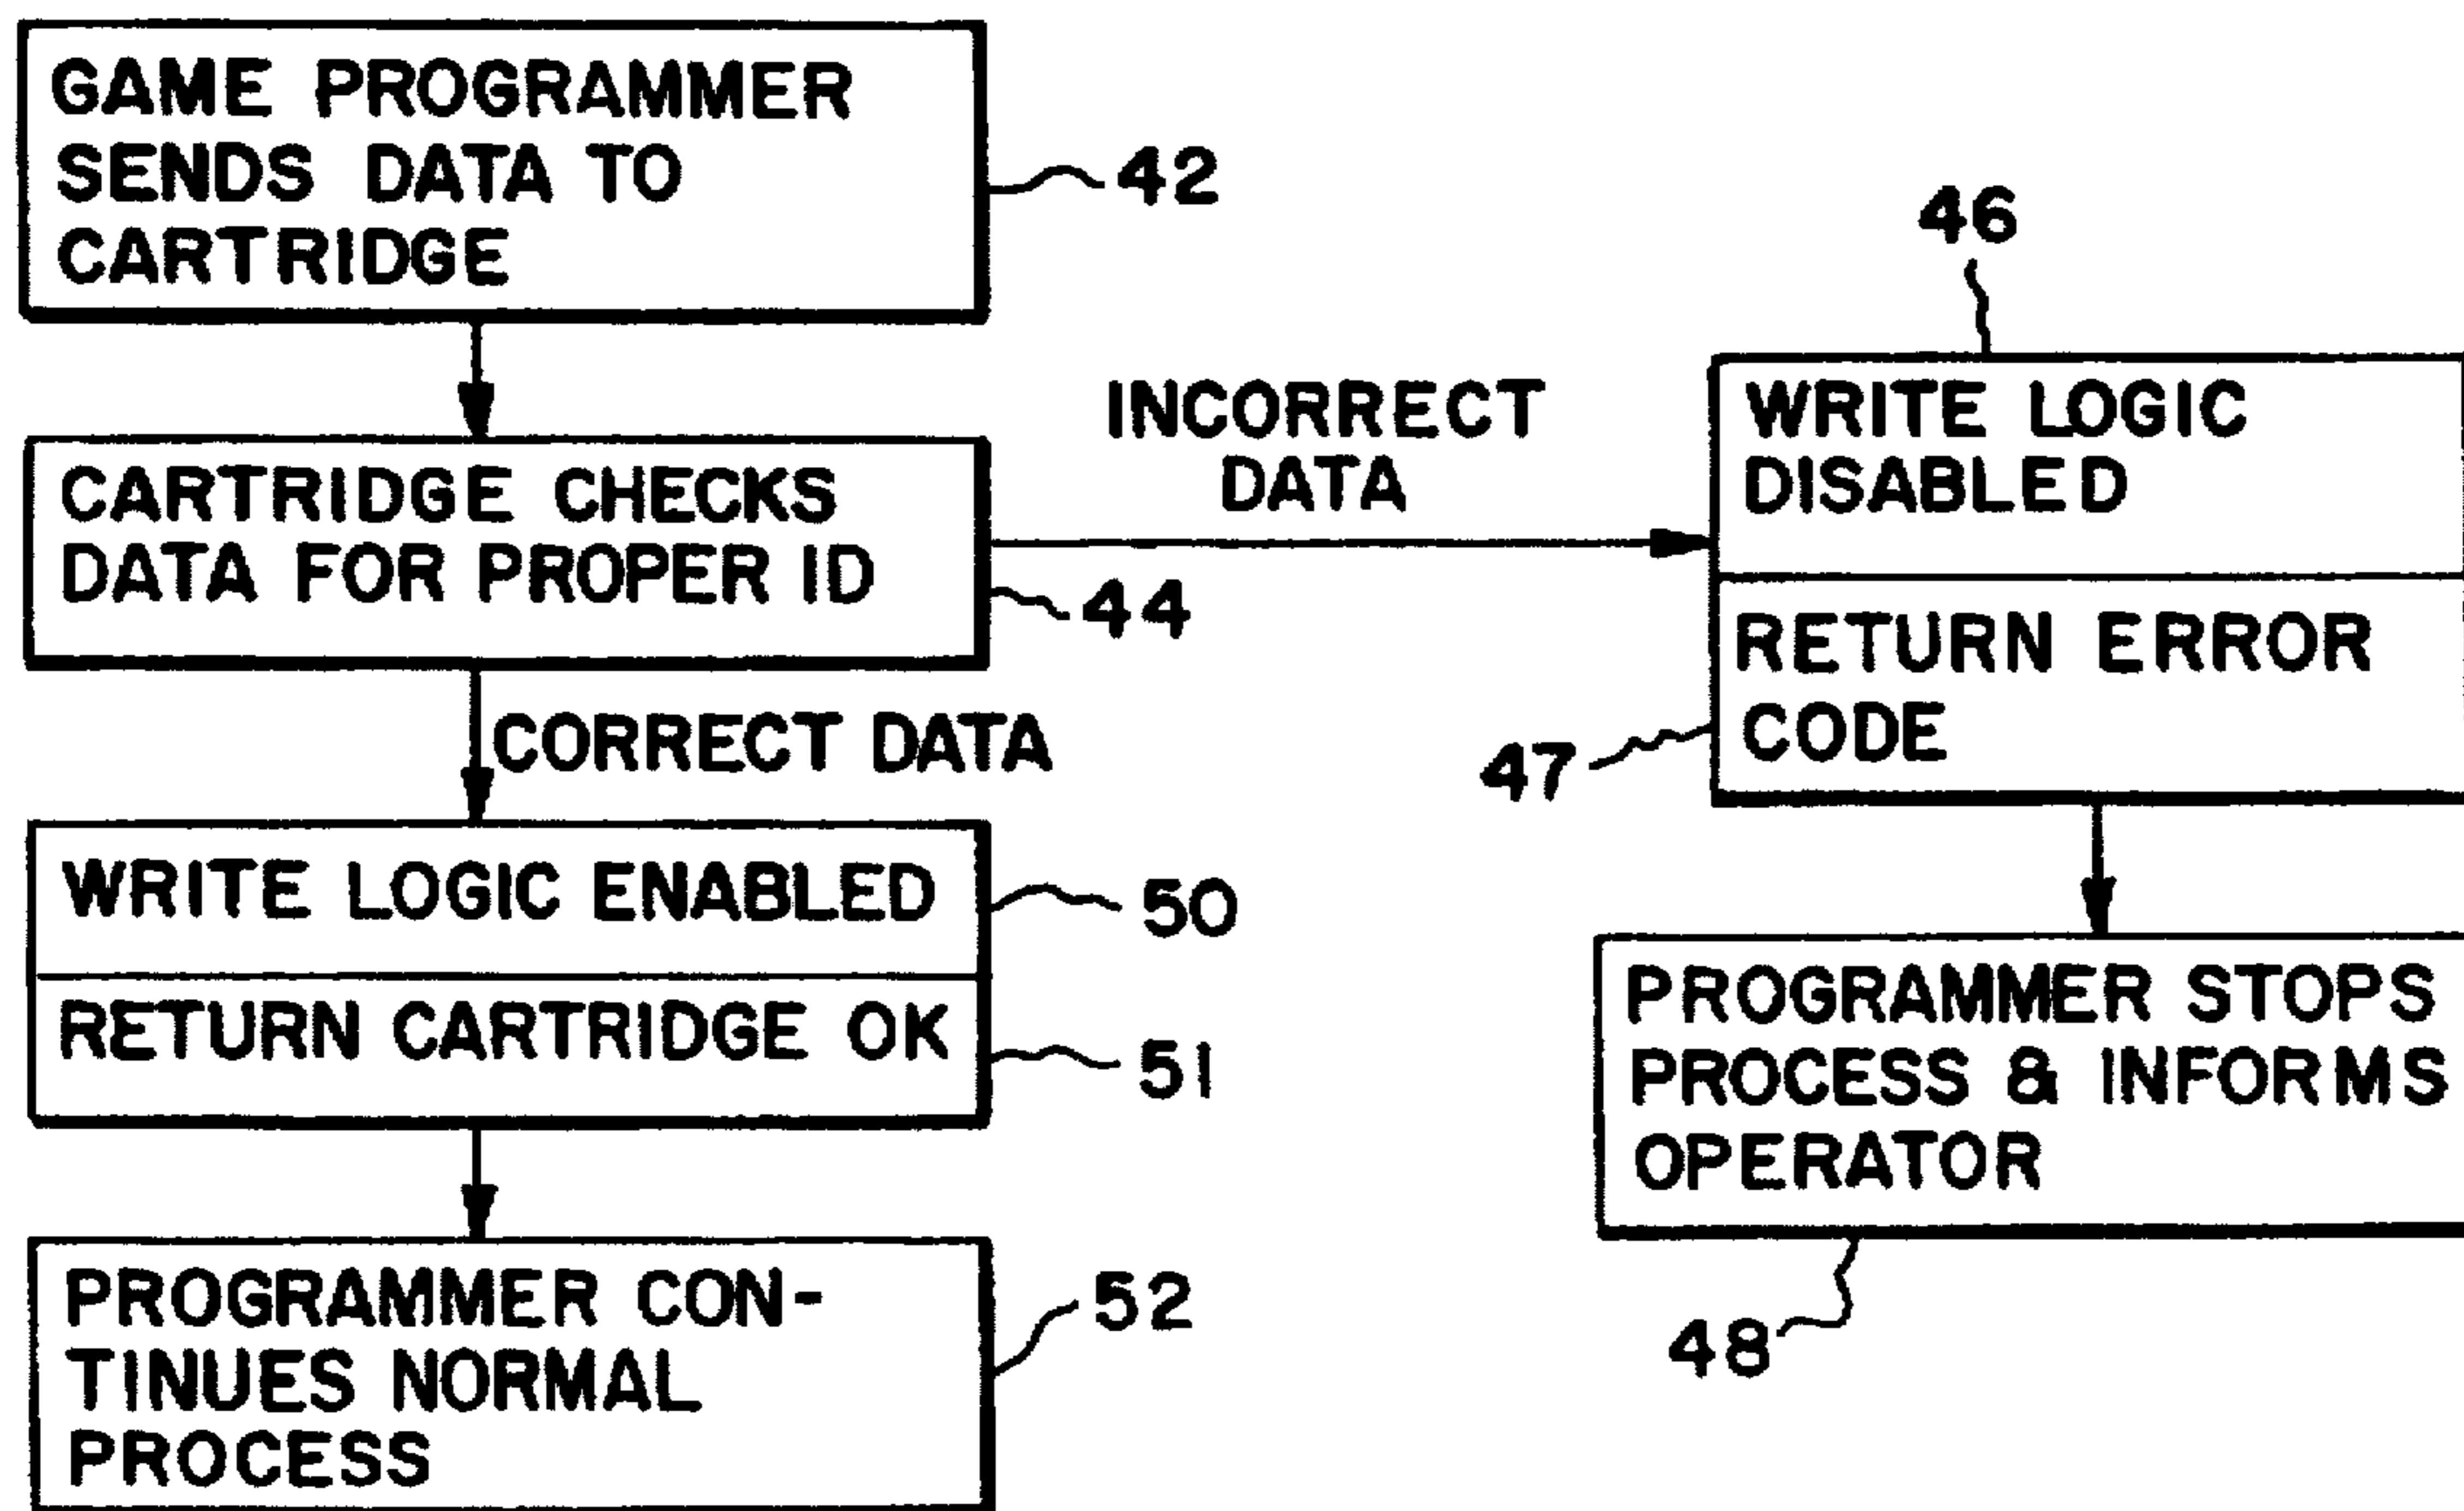 GAME PROGRAMMER
SENDS DATA TO
CARTRIDGE
42
CARTRIDGE CHECKS
DATA FOR PROPER ID
44
INCORRECT
DATA
46
WRITE LOGIC
DISABLED
RETURN ERROR
CODE
47
CORRECT DATA
WRITE LOGIC ENABLED
50
RETURN CARTRIDGE OK
51
PROGRAMMER STOPS
PROCESS & INFORMS
OPERATOR
48
PROGRAMMER CON-
TINUES NORMAL
PROCESS
52